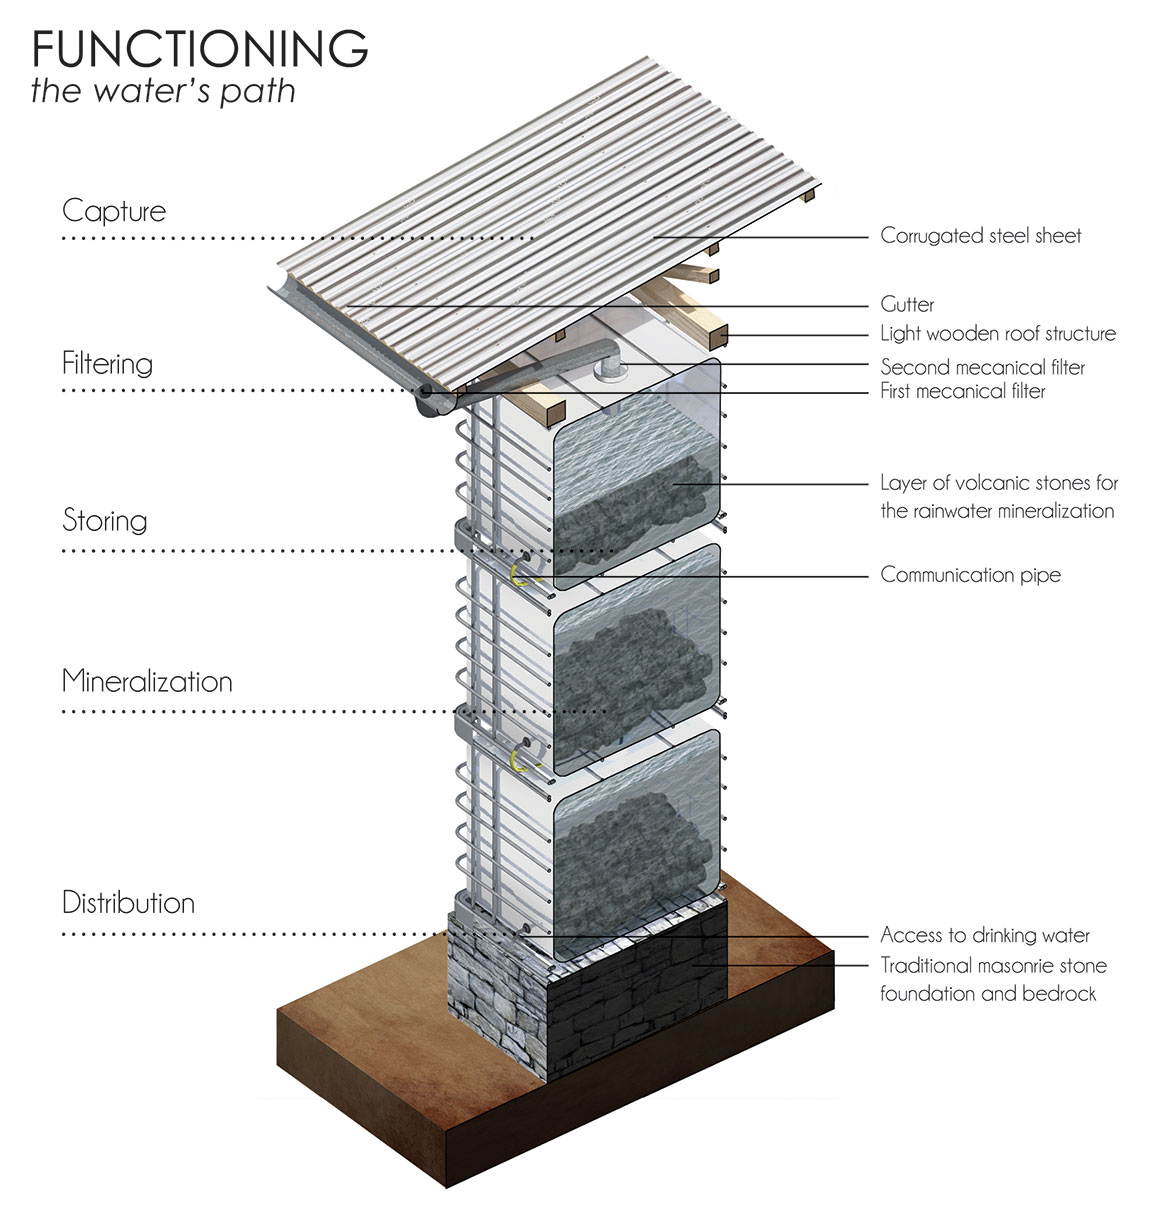 FUNCTIONING
the water's path
Capture
Corrugated steel sheet
Gutter
Light wooden roof structure
Filtering
Second mecanical filter
First mecanical filter
Layer of volcanic stones for
the rainwater mineralization
Storing
Communication pipe
Mineralization
Distribution
Access to drinking water
Traditional masonrie stone
foundation and bedrock